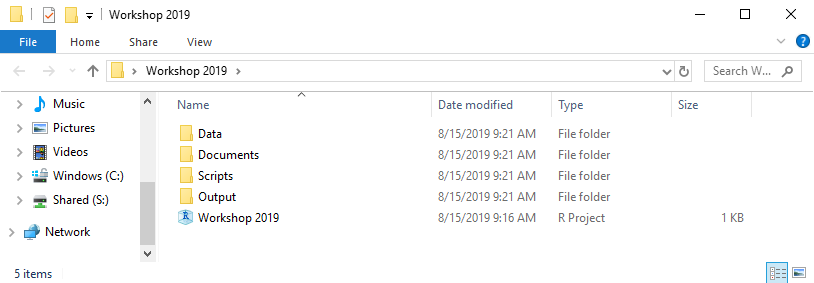 Workshop 2019
File Home Share View
Workshop 2019 Search W...
Name Date modified Type Size
Music
Pictures
Videos
Windows (C:)
Shared (S:)
Network
Data 8/15/2019 9:21 AM File folder
Documents 8/15/2019 9:21 AM File folder
Scripts 8/15/2019 9:21 AM File folder
Output 8/15/2019 9:21 AM File folder
Workshop 2019 8/15/2019 9:16 AM R Project 1 KB
5 items